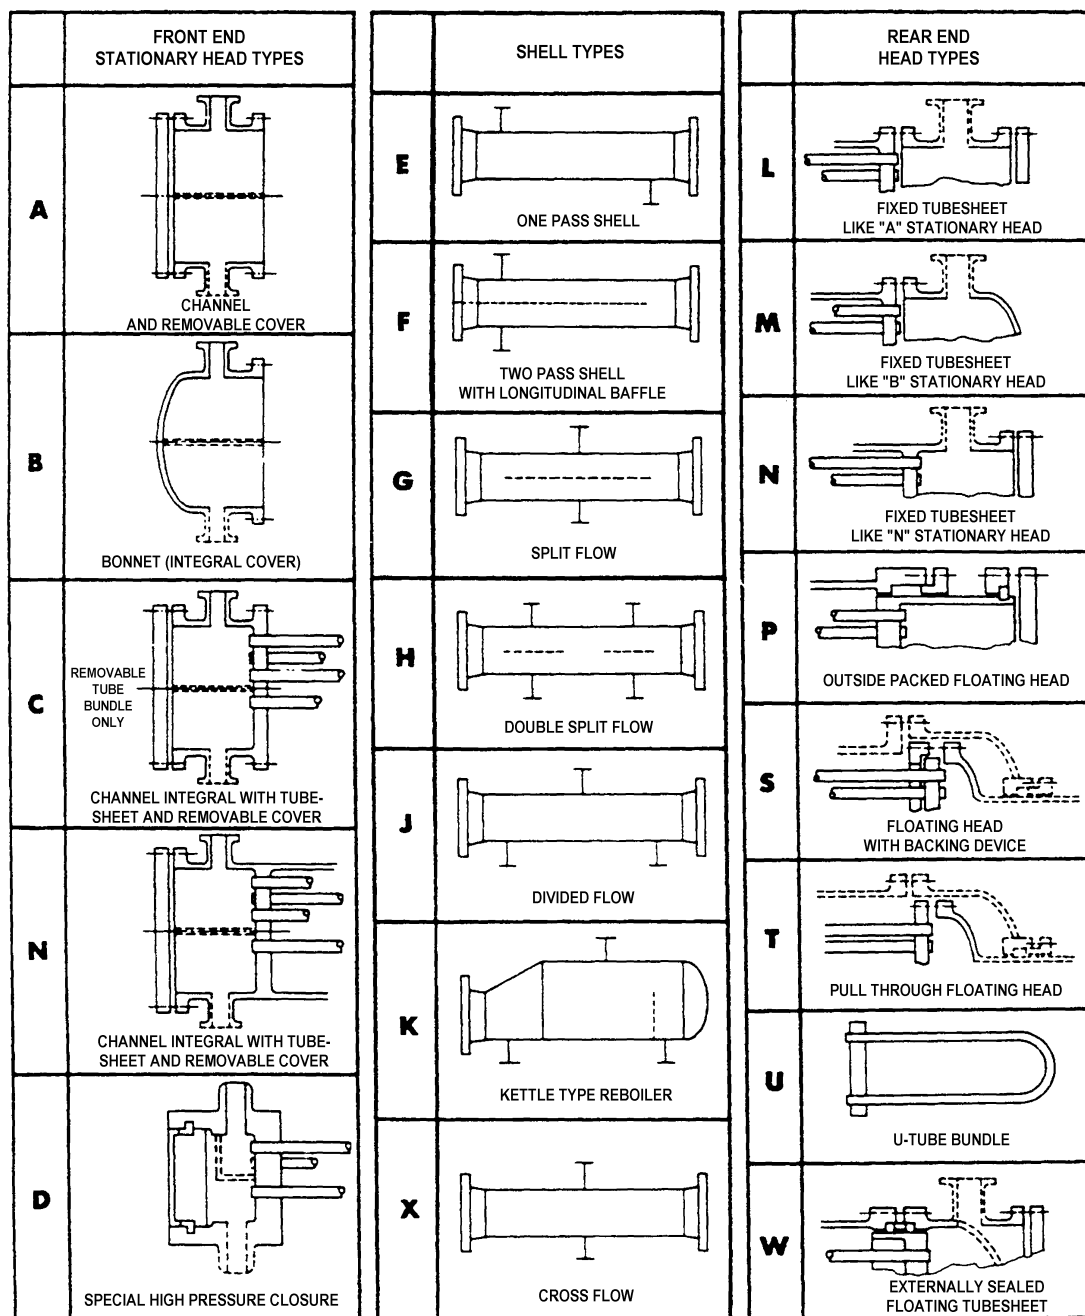 FRONT END
STATIONARY HEAD TYPES
A
CHANNEL
AND REMOVABLE COVER
B
BONNET (INTEGRAL COVER)
C
REMOVABLE
TUBE
BUNDLE
ONLY
CHANNEL INTEGRAL WITH TUBE-
SHEET AND REMOVABLE COVER
N
CHANNEL INTEGRAL WITH TUBE-
SHEET AND REMOVABLE COVER
D
SPECIAL HIGH PRESSURE CLOSURE
SHELL TYPES
E
ONE PASS SHELL
F
TWO PASS SHELL
WITH LONGITUDINAL BAFFLE
G
SPLIT FLOW
H
DOUBLE SPLIT FLOW
J
DIVIDED FLOW
K
KETTLE TYPE REBOILER
X
CROSS FLOW
REAR END
HEAD TYPES
L
FIXED TUBESHEET
LIKE "A" STATIONARY HEAD
M
FIXED TUBESHEET
LIKE "B" STATIONARY HEAD
N
FIXED TUBESHEET
LIKE "N" STATIONARY HEAD
P
OUTSIDE PACKED FLOATING HEAD
S
FLOATING HEAD
WITH BACKING DEVICE
T
PULL THROUGH FLOATING HEAD
U
U-TUBE BUNDLE
W
EXTERNALLY SEALED
FLOATING TUBESHEET